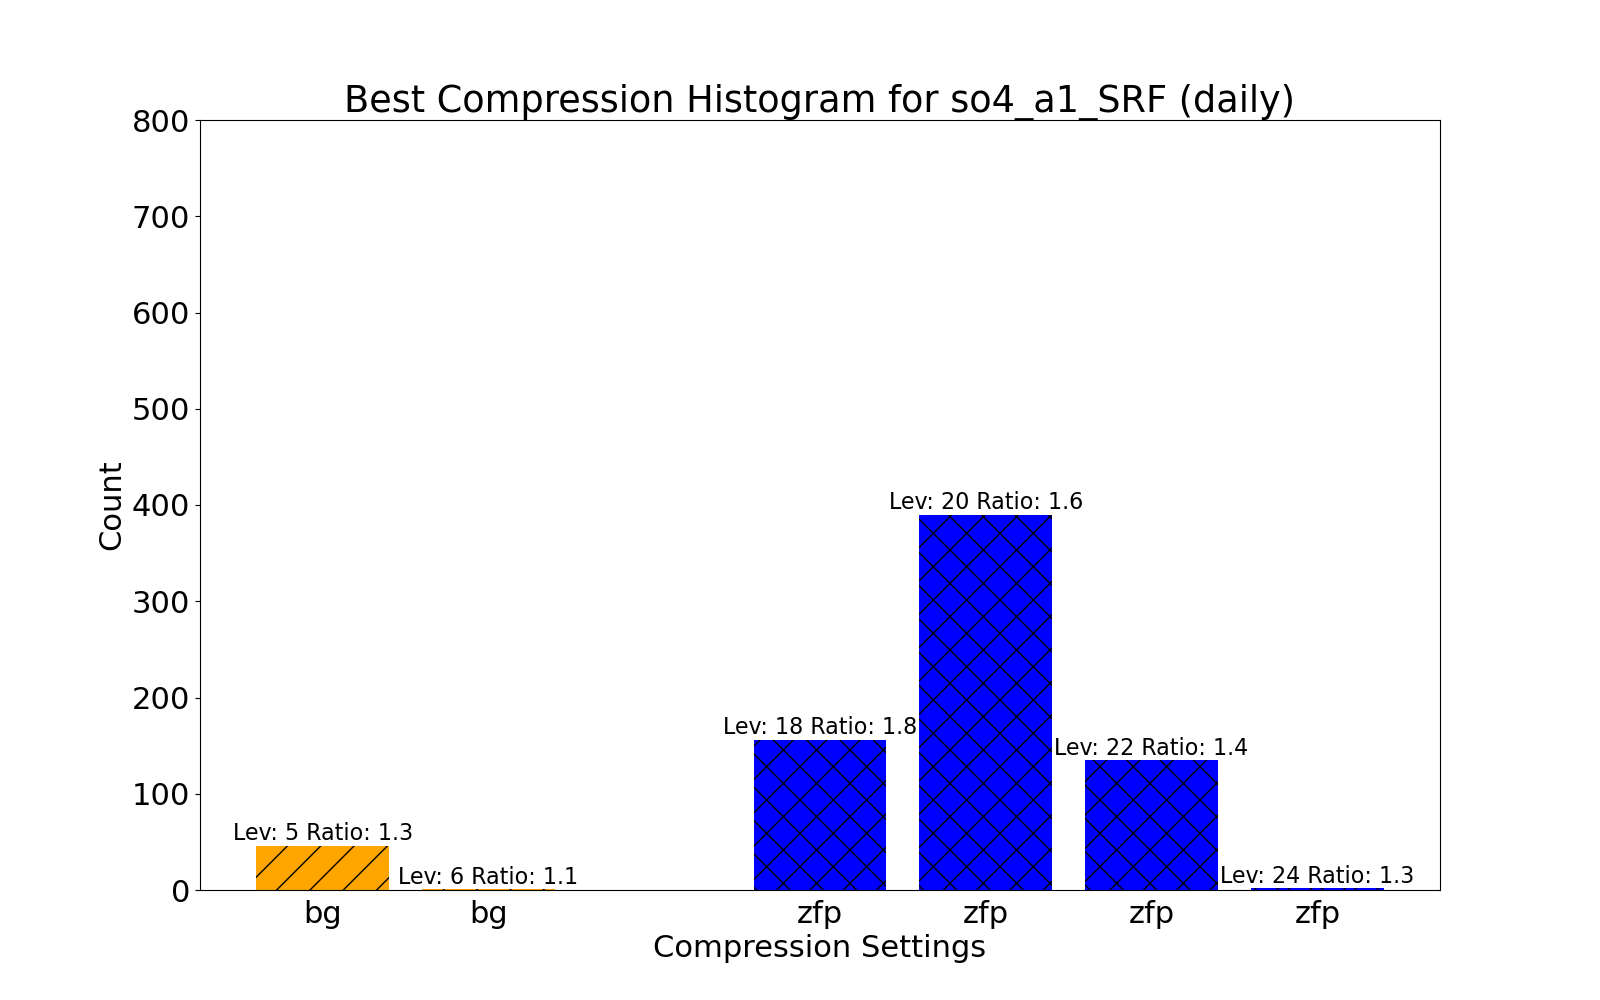 Best Compression Histogram for so4_a1_SRF (daily)
800
700
600
500
400
300
200
100
0
Count
Lev: 5 Ratio: 1.3
Lev: 6 Ratio: 1.1
Lev: 18 Ratio: 1.8
Lev: 20 Ratio: 1.6
Lev: 22 Ratio: 1.4
Lev: 24 Ratio: 1.3
bg bg zfp zfp zfp zfp
Compression Settings